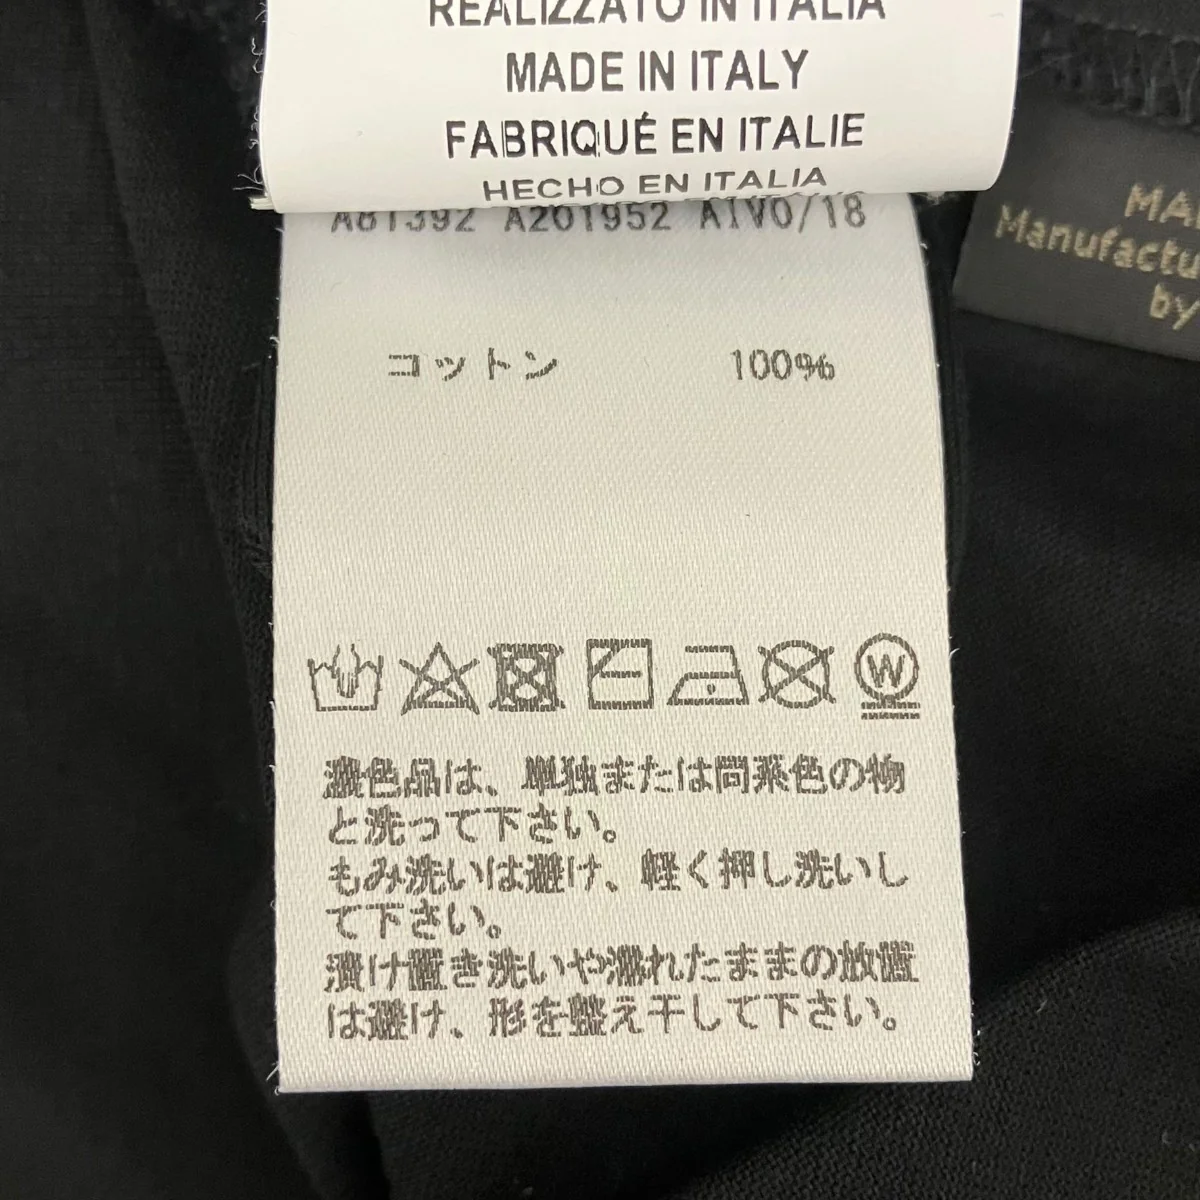 REALIZZATO IN ITALIA
MADE IN ITALY
FABRIQUÉ EN ITALIE
HECHO EN ITALIA
A81392 A201952 AIVO/18
コットン 100%
W
濃色品は、単独または同系色の物
と洗って下さい。
もみ洗いは避け、軽く押し洗いし
て下さい。
漬け置き洗いや濡れたままの放置
は避け、形を整え干して下さい。
MA
Manufactu
by